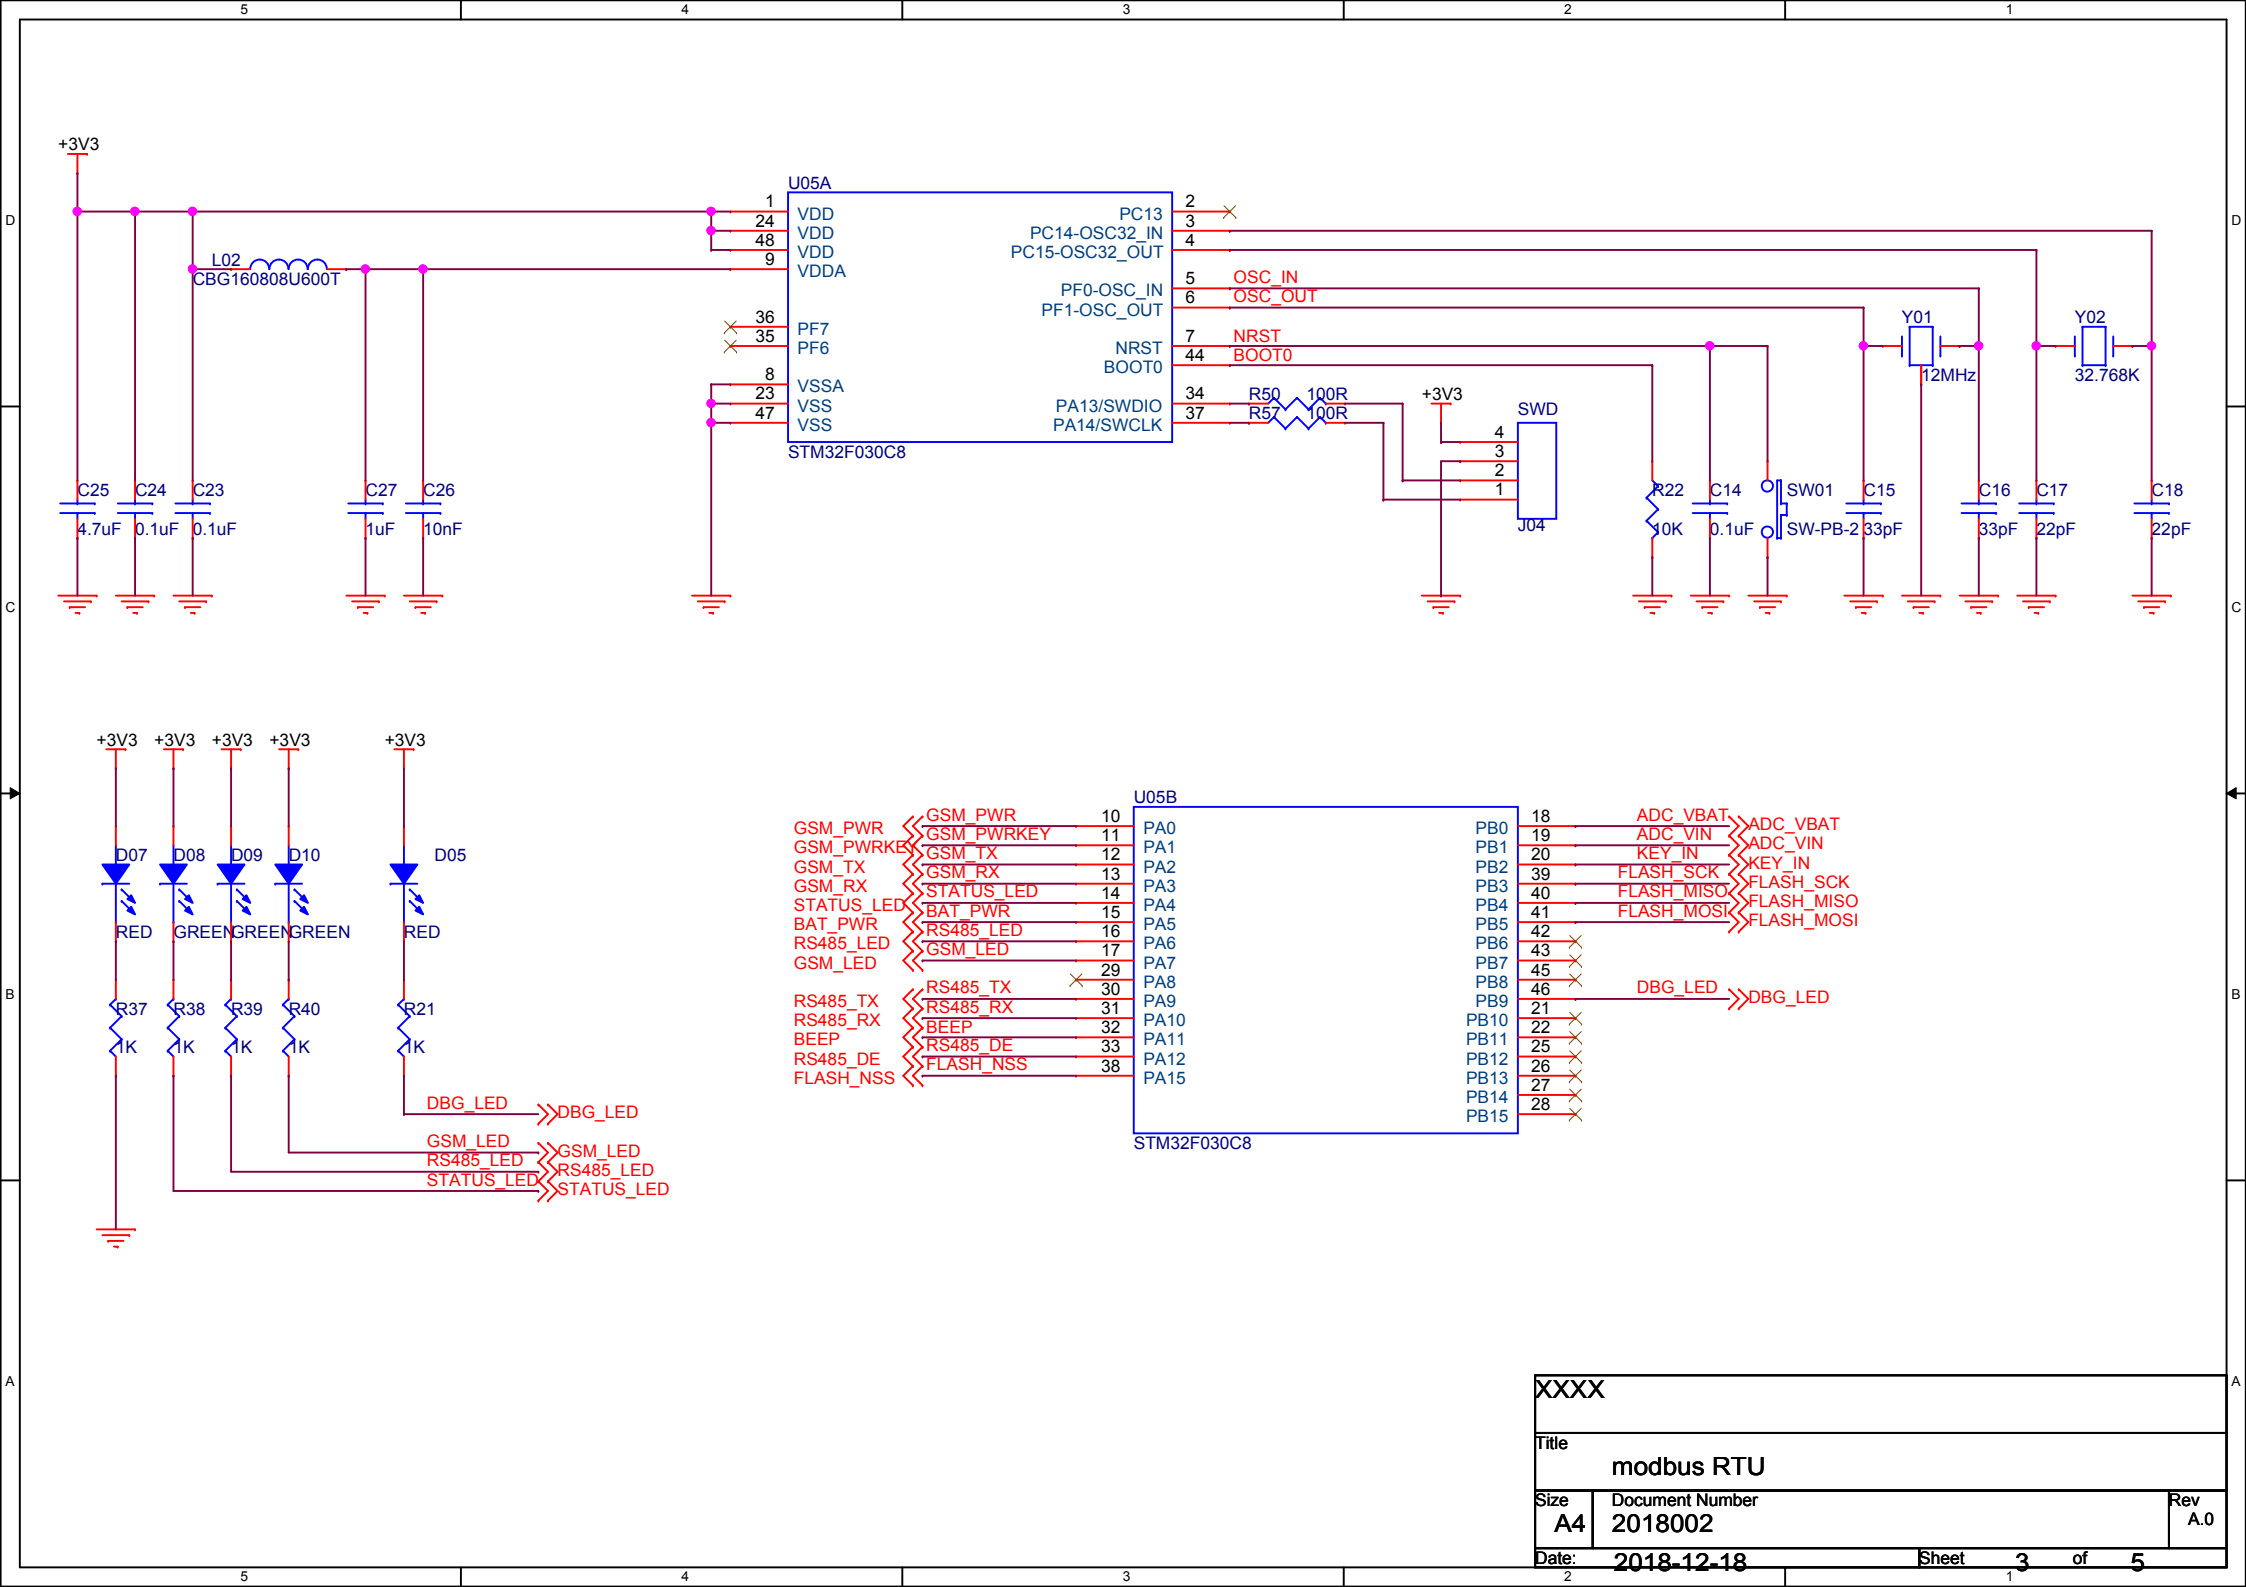 5 4 3 2 1
D D
C C
B B
A A
+3V3
U05A
1 VDD
24 VDD
48 VDD
9 VDDA
36 PF7
35 PF6
8 VSSA
23 VSS
47 VSS
PC13 2
PC14-OSC32_IN 3
PC15-OSC32_OUT 4
PF0-OSC_IN 5 OSC_IN
PF1-OSC_OUT 6 OSC_OUT
NRST 7 NRST
BOOT0 44 BOOT0
PA13/SWDIO 34 R50 100R
PA14/SWCLK 37 R57 100R
STM32F030C8
L02
CBG160808U600T
+3V3
SWD
4
3
2
1
J04
Y01
12MHz
Y02
32.768K
C25
4.7uF
C24
0.1uF
C23
0.1uF
C27
1uF
C26
10nF
R22
10K
C14
0.1uF
SW01
SW-PB-2
C15
33pF
C16
33pF
C17
22pF
C18
22pF
+3V3 +3V3 +3V3 +3V3 +3V3
D07 D08 D09 D10 D05
RED GREEN GREEN GREEN RED
R37 R38 R39 R40 R21
1K 1K 1K 1K 1K
DBG_LED DBG_LED
GSM_LED GSM_LED
RS485_LED RS485_LED
STATUS_LED STATUS_LED
U05B
GSM_PWR GSM_PWR 10 PA0
GSM_PWRKE GSM_PWRKEY 11 PA1
GSM_TX GSM_TX 12 PA2
GSM_RX GSM_RX 13 PA3
STATUS_LED STATUS_LED 14 PA4
BAT_PWR BAT_PWR 15 PA5
RS485_LED RS485_LED 16 PA6
GSM_LED GSM_LED 17 PA7
29 PA8
RS485_TX RS485_TX 30 PA9
RS485_RX RS485_RX 31 PA10
BEEP BEEP 32 PA11
RS485_DE RS485_DE 33 PA12
FLASH_NSS FLASH_NSS 38 PA15
PB0 18 ADC_VBAT ADC_VBAT
PB1 19 ADC_VIN ADC_VIN
PB2 20 KEY_IN KEY_IN
PB3 39 FLASH_SCK FLASH_SCK
PB4 40 FLASH_MISO FLASH_MISO
PB5 41 FLASH_MOSI FLASH_MOSI
PB6 42
PB7 43
PB8 45
PB9 46 DBG_LED DBG_LED
PB10 21
PB11 22
PB12 25
PB13 26
PB14 27
PB15 28
STM32F030C8
XXXX
Title
modbus RTU
Size Document Number Rev
A4 2018002 A.0
Date: 2018-12-18 Sheet 3 of 5
5 4 3 2 1